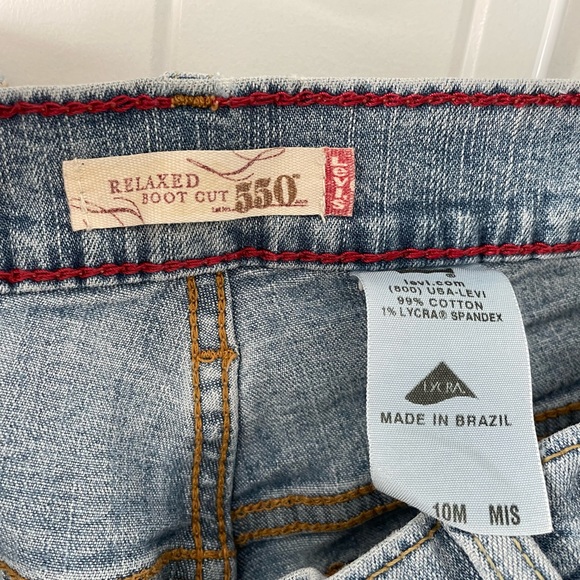 RELAXED
BOOT CUT 550™
Levi's
levi.com
(800) USA-LEVI
99% COTTON
1% LYCRA® SPANDEX
LYCRA
MADE IN BRAZIL
10M MIS